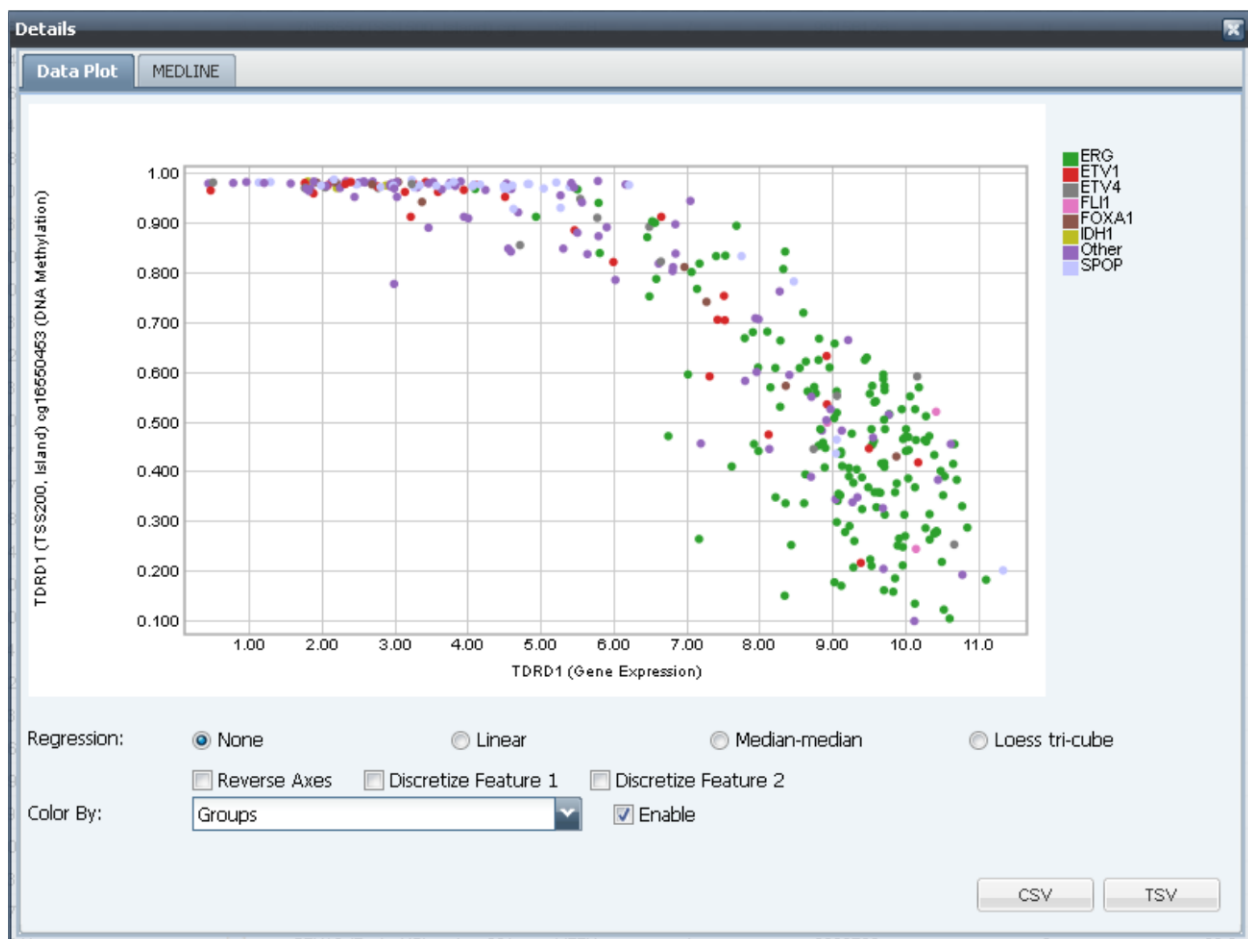 Details
Data Plot
MEDLINE
1.00
0.900
0.800
0.700
0.600
0.500
0.400
0.300
0.200
0.100
TDRD1 (TSS200, Island) cg16550453 (DNA Methylation)
1.00 2.00 3.00 4.00 5.00 6.00 7.00 8.00 9.00 10.0 11.0
TDRD1 (Gene Expression)
ERG
ETV1
ETV4
FLI1
FOXA1
IDH1
Other
SPOP
Regression: None Linear Median-median Loess tri-cube
Reverse Axes Discretize Feature 1 Discretize Feature 2
Color By: Groups Enable
CSV TSV